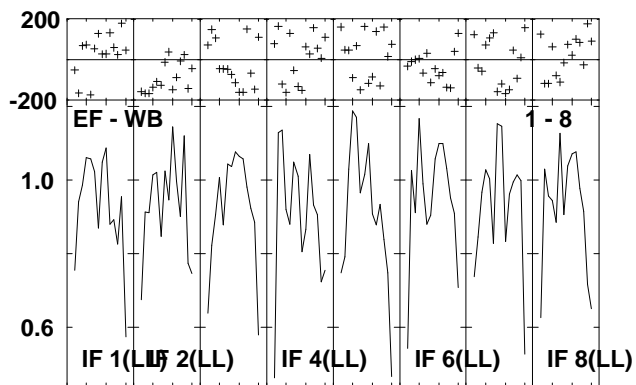 200
-200
EF - WB 1 - 8
1.0
0.6
IF 1(LL) IF 2(LL) IF 4(LL) IF 6(LL) IF 8(LL)